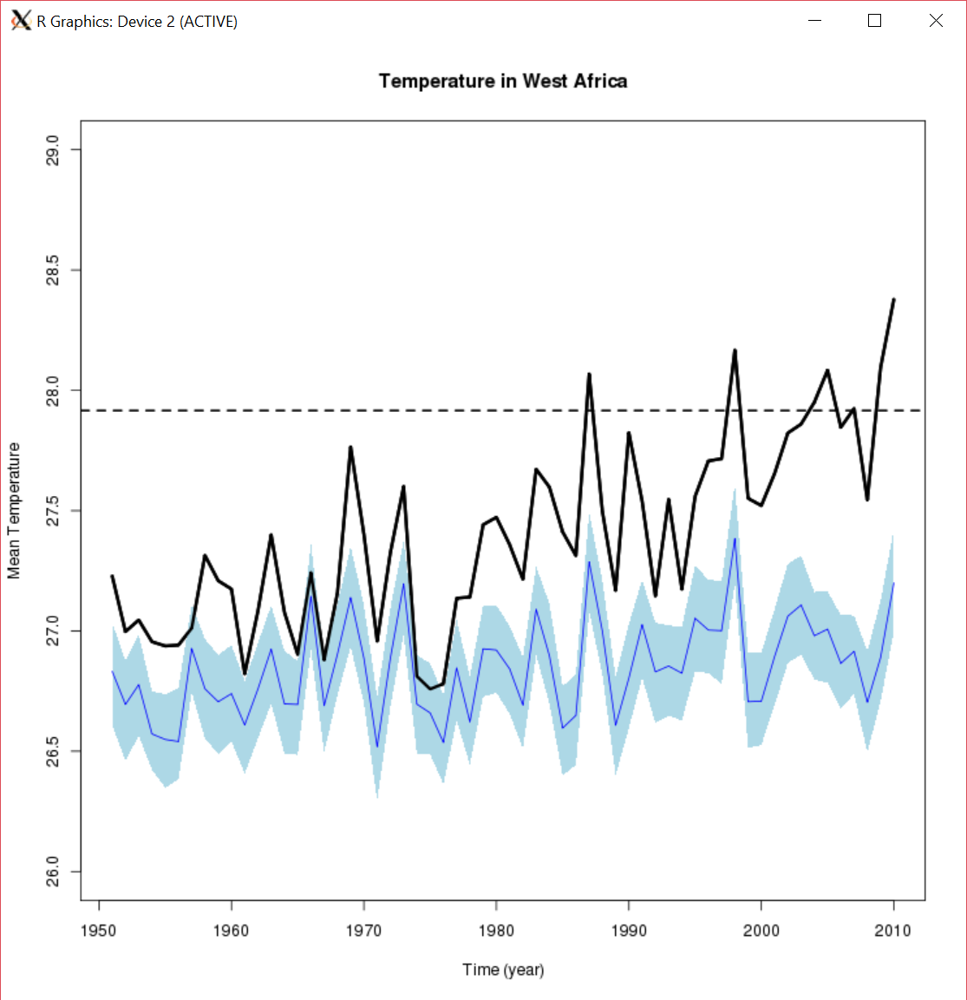 R Graphics: Device 2 (ACTIVE)
Temperature in West Africa
29.0
28.5
28.0
27.5
27.0
26.5
26.0
Mean Temperature
1950 1960 1970 1980 1990 2000 2010
Time (year)